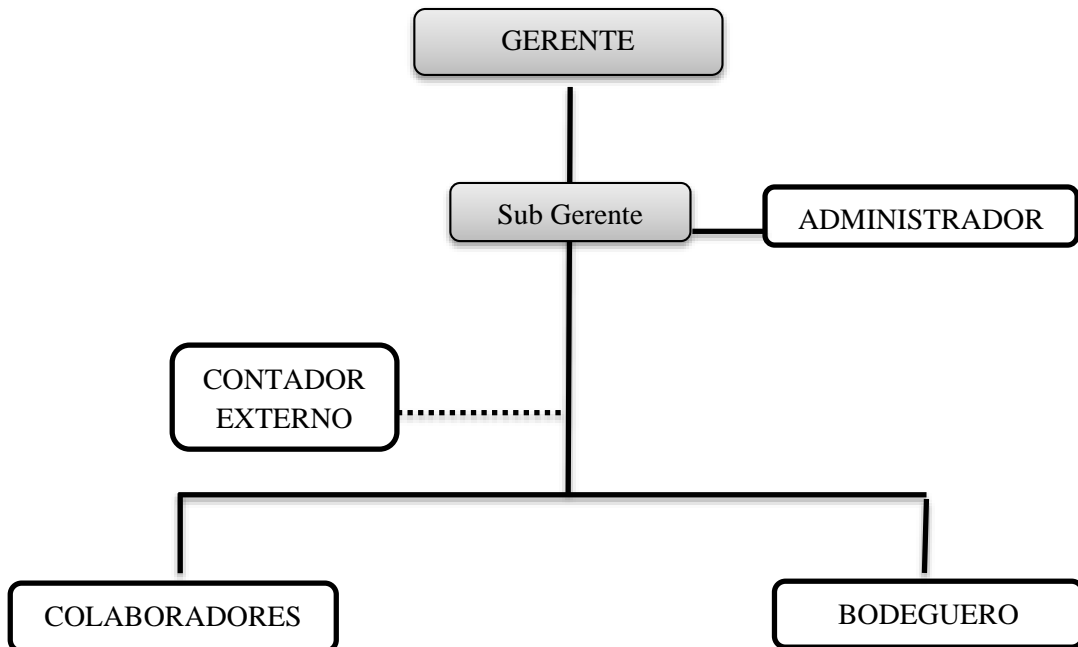 GERENTE
Sub Gerente
ADMINISTRADOR
CONTADOR
EXTERNO
COLABORADORES
BODEGUERO